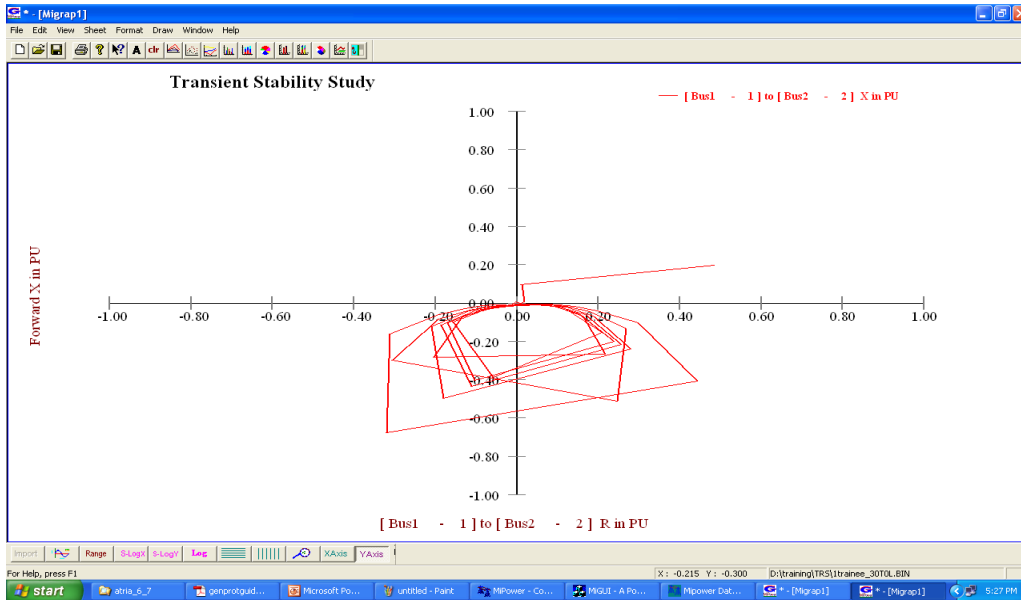 * - [Migrap1]
File Edit View Sheet Format Draw Window Help
A clr
Transient Stability Study
[ Bus1 - 1 ] to [ Bus2 - 2 ] X in PU
1.00
0.80
0.60
0.40
0.20
0.00
-1.00 -0.80 -0.60 -0.40 -0.20 0.00 0.20 0.40 0.60 0.80 1.00
-0.20
-0.40
-0.60
-0.80
-1.00
Forward X in PU
[ Bus1 - 1 ] to [ Bus2 - 2 ] R in PU
Import Range S-LogX S-LogY Log XAxis YAxis
For Help, press F1
X : -0.215 Y : -0.300 D:\training\TRS\1trainee_30T0L.BIN
start atria_6_7 genprotguid... Microsoft Po... untitled - Paint MiPower - Co... MiGUI - A Po... Mipower Dat... * - [Migrap1] * - [Migrap1] 5:27 PM